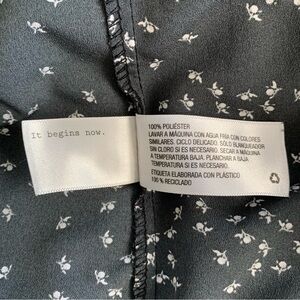 It begins now.
100% POLIÉSTER
LAVAR A MÁQUINA CON AGUA FRÍA CON COLORES
SIMILARES. CICLO DELICADO. SÓLO BLANQUEADOR
SIN CLORO SI ES NECESARIO. SECAR A MÁQUINA
A TEMPERATURA BAJA. PLANCHAR A BAJA
TEMPERATURA SI ES NECESARIO.
ETIQUETA ELABORADA CON PLÁSTICO
100% RECICLADO